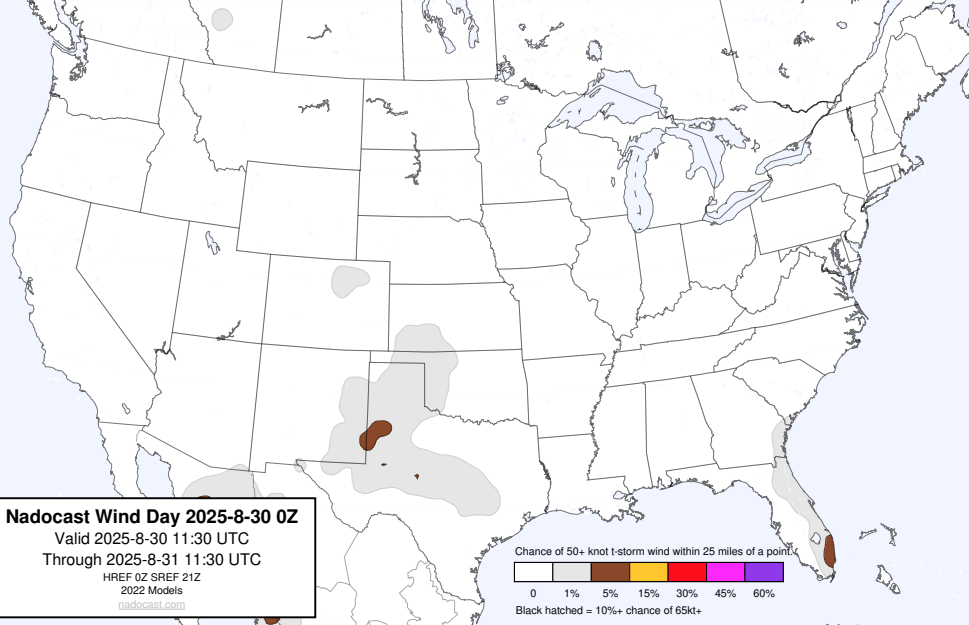 Nadocast Wind Day 2025-8-30 0Z
Valid 2025-8-30 11:30 UTC
Through 2025-8-31 11:30 UTC
HREF 0Z SREF 21Z
2022 Models
nadocast.com
Chance of 50+ knot t-storm wind within 25 miles of a point.
0 1% 5% 15% 30% 45% 60%
Black hatched = 10%+ chance of 65kt+